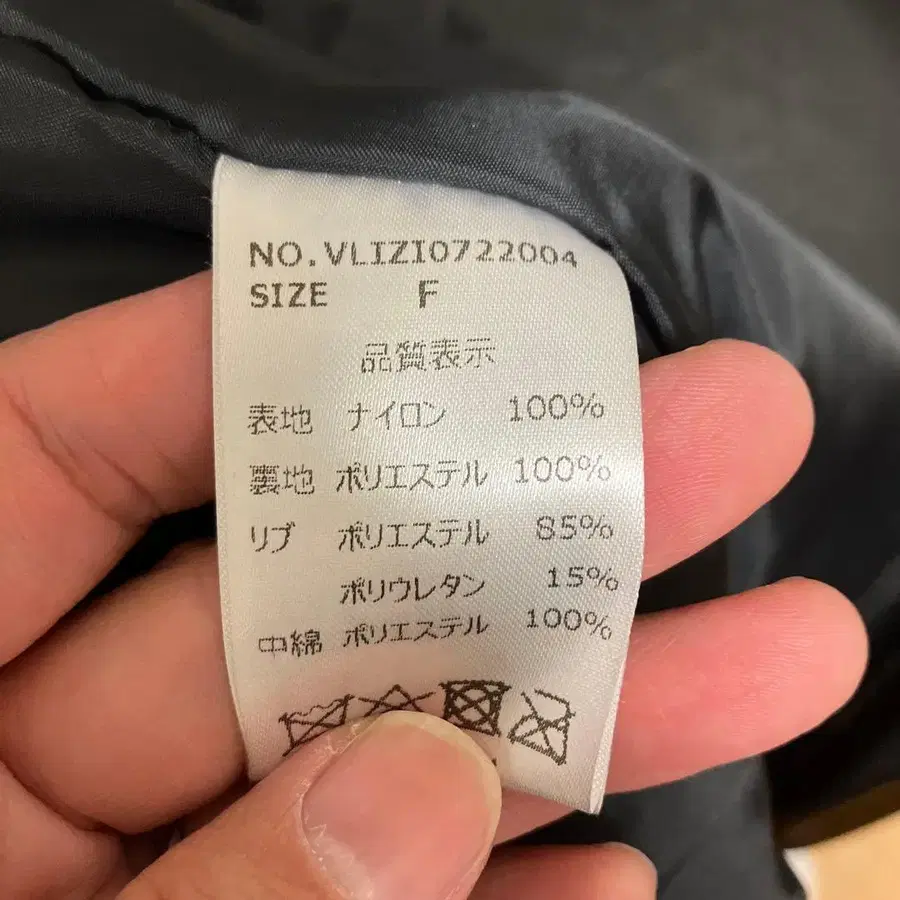 NO.VLIZI0722004
SIZE F
品質表示
表地 ナイロン 100%
裏地 ポリエステル 100%
リブ ポリエステル 85%
ポリウレタン 15%
中綿 ポリエステル 100%